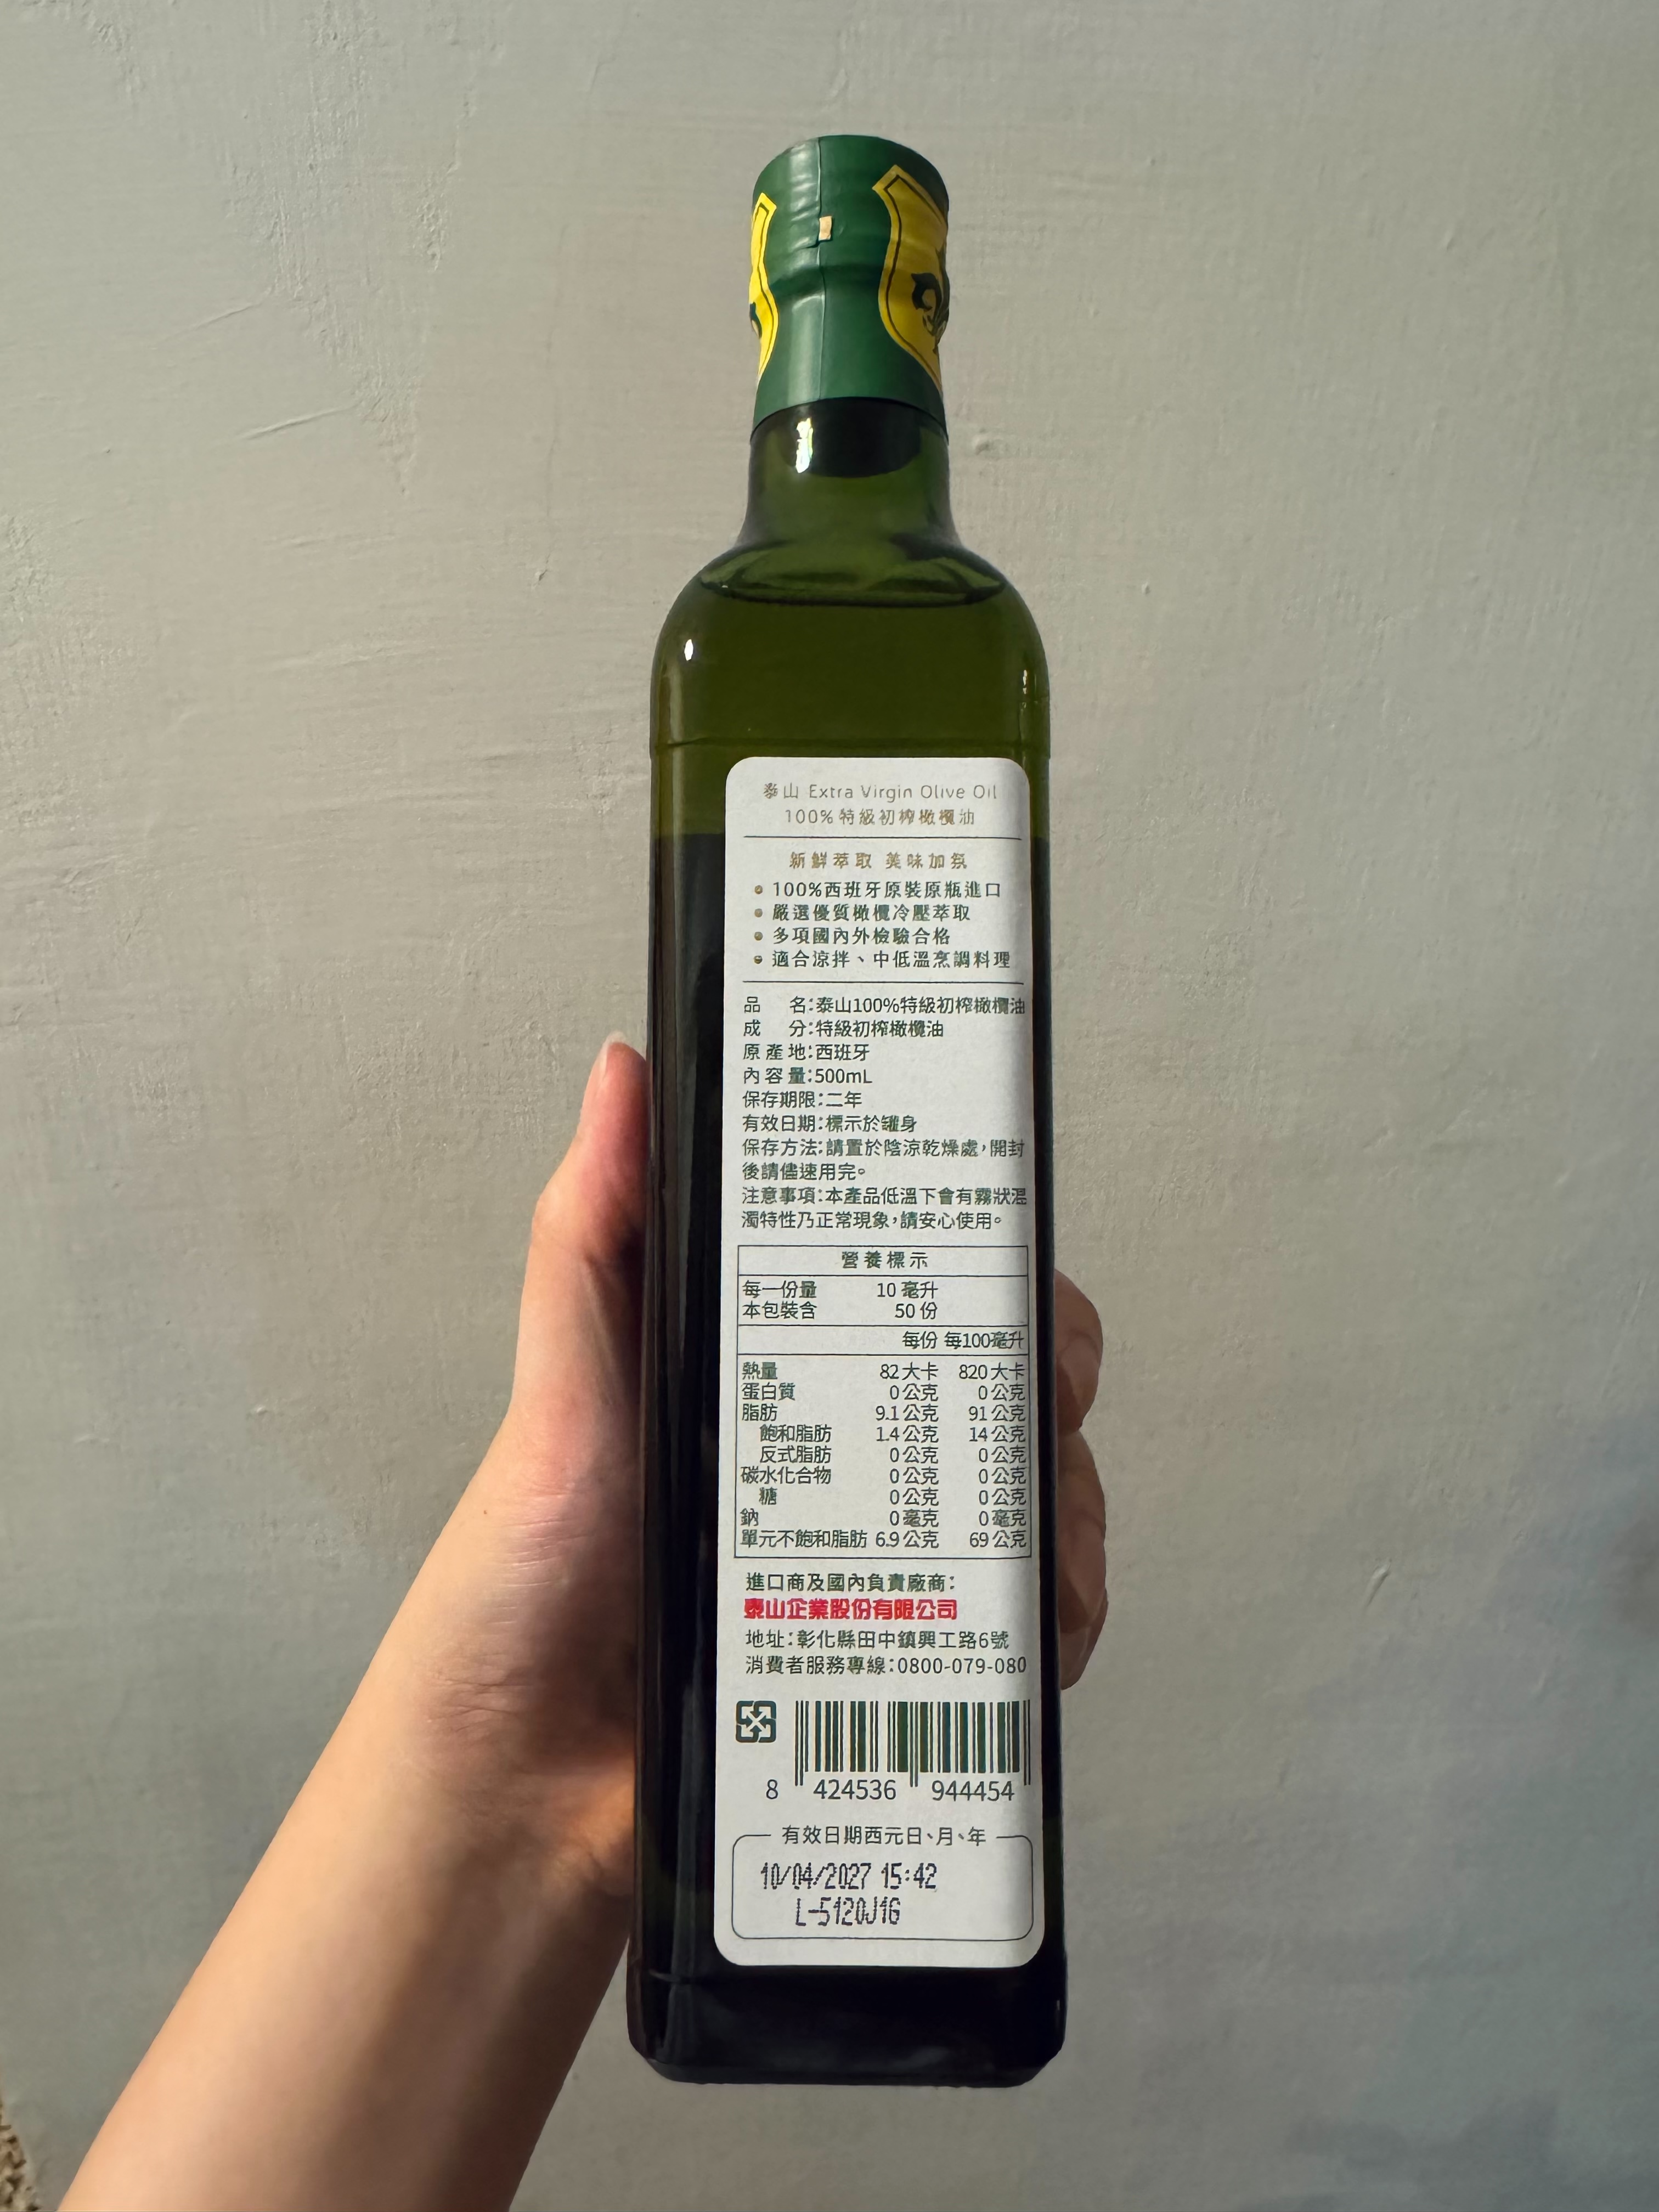 泰山 Extra Virgin Olive Oil
100%特級初榨橄欖油
新鮮萃取 美味加氛
• 100%西班牙原裝原瓶進口
• 嚴選優質橄欖冷壓萃取
• 多項國內外檢驗合格
• 適合涼拌、中低溫烹調料理
品 名:泰山100%特級初榨橄欖油
成 分:特級初榨橄欖油
原產地:西班牙
內容量:500mL
保存期限:二年
有效日期:標示於罐身
保存方法:請置於陰涼乾燥處,開封
後請儘速用完。
注意事項:本產品低溫下會有霧狀混
濁特性乃正常現象,請安心使用。
營養標示
每一份量 10 毫升
本包裝含 50 份
每份 每100毫升
熱量 82 大卡 820 大卡
蛋白質 0 公克 0 公克
脂肪 9.1 公克 91 公克
飽和脂肪 1.4 公克 14 公克
反式脂肪 0 公克 0 公克
碳水化合物 0 公克 0 公克
糖 0 公克 0 公克
鈉 0 毫克 0 毫克
單元不飽和脂肪 6.9 公克 69 公克
進口商及國內負責廠商:
泰山企業股份有限公司
地址:彰化縣田中鎮興工路6號
消費者服務專線:0800-079-080
8 424536 944454
有效日期西元日、月、年
10/04/2027 15:42
L-5120J16